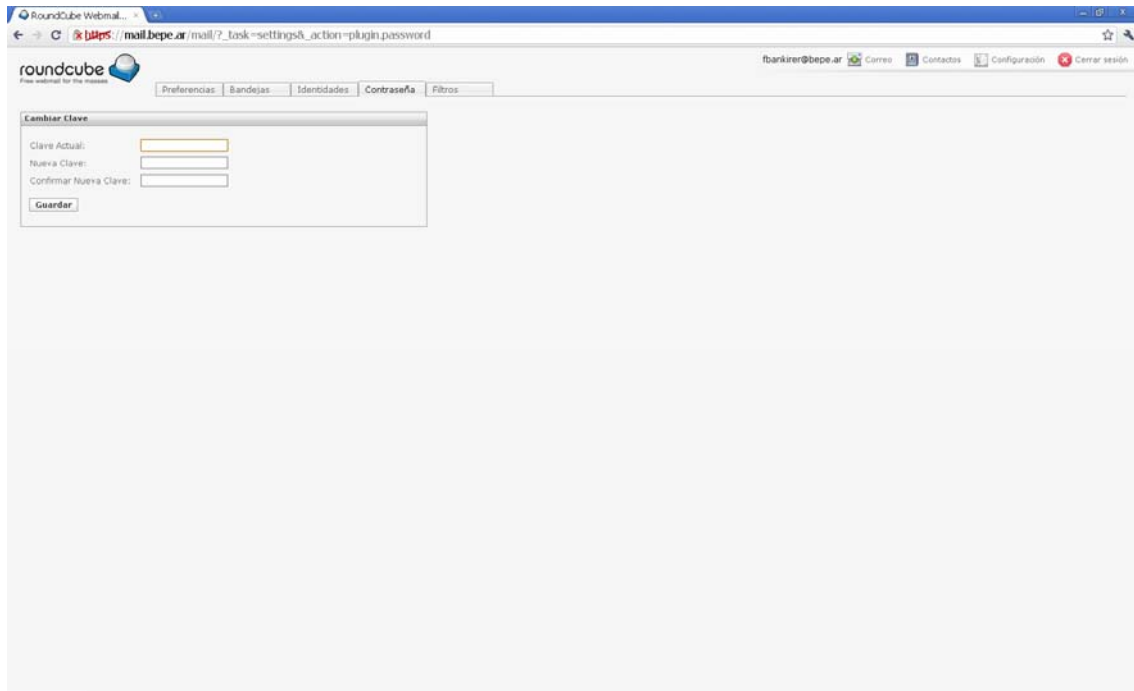 RoundCube Webmail...
https://mail.bepe.ar/mail/?_task=settings&_action=plugin.password
roundcube
Free webmail for the masses
fbankirer@bepe.ar Correo Contactos Configuración Cerrar sesión
Preferencias Bandejas Identidades Contraseña Filtros
Cambiar Clave
Clave Actual:
Nueva Clave:
Confirmar Nueva Clave:
Guardar